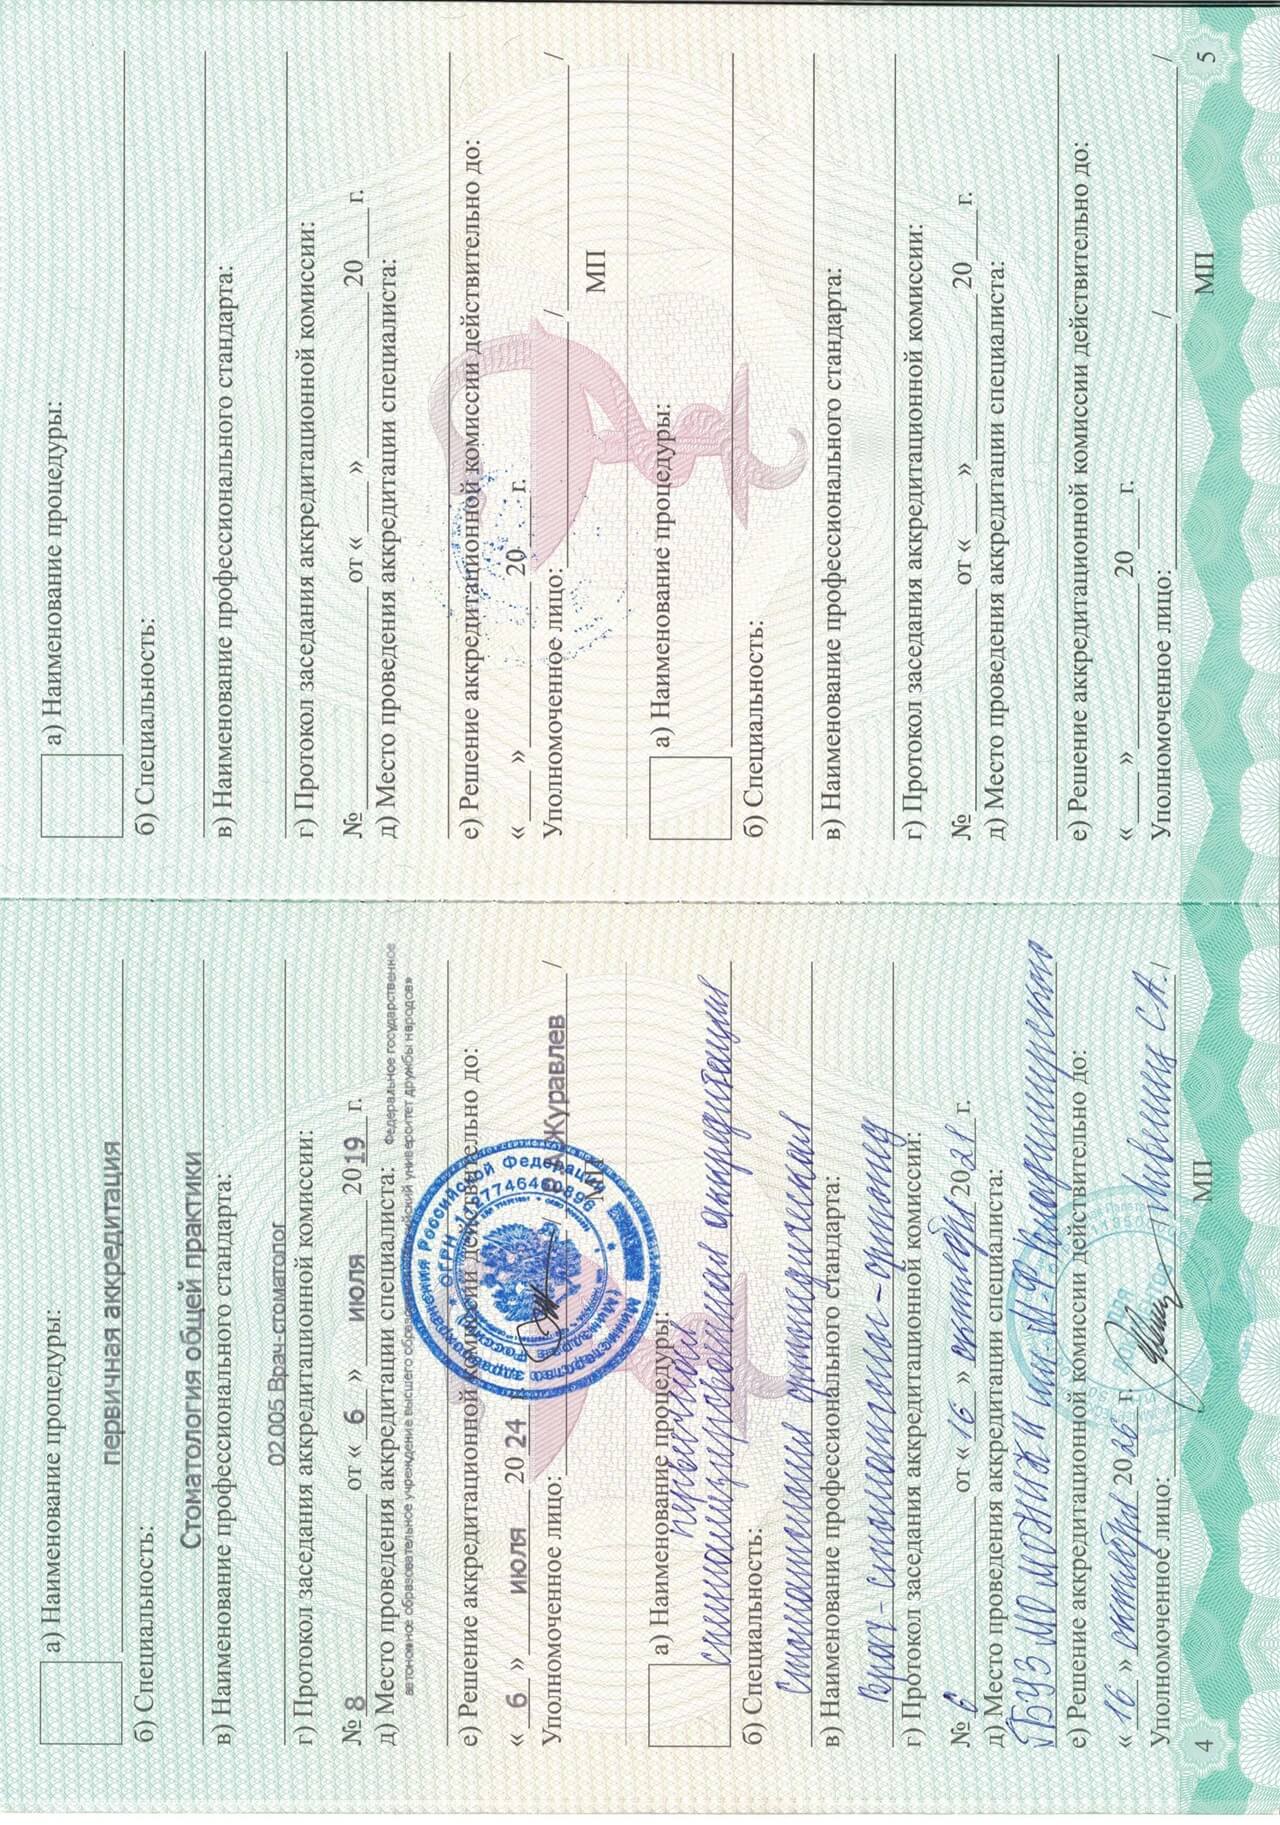 а) Наименование процедуры:
первичная аккредитация
б) Специальность:
Стоматология общей практики
в) Наименование профессионального стандарта:
02.005 Врач-стоматолог
г) Протокол заседания аккредитационной комиссии:
№ 8 от « 6 » июля 2019 г.
д) Место проведения аккредитации специалиста: Федеральное государственное
автономное образовательное учреждение высшего университет дружбы народов»
е) Решение аккредитационной комиссии действительно до:
« 6 » июля 2024
Уполномоченное лицо: / А Журавлев /
МП
Министерство здравоохранения Российской Федерации
(Минздрав России) * ОГРН 1127746460896
а) Наименование процедуры:
первичная
специализированная аккредитация
б) Специальность:
Стоматология ортопедическая
в) Наименование профессионального стандарта:
Врач-стоматолог-ортопед
г) Протокол заседания аккредитационной комиссии:
№ 6 от « 16 » октября 2021 г.
д) Место проведения аккредитации специалиста:
ГБУЗ МО МОНИКИ им. М.Ф. Владимирского
е) Решение аккредитационной комиссии действительно до:
« 16 » октября 2026 г.
Уполномоченное лицо: / Лившиц С.А. /
ДЛЯ
ДОКУМЕНТОВ
МП
4
а) Наименование процедуры:
б) Специальность:
в) Наименование профессионального стандарта:
г) Протокол заседания аккредитационной комиссии:
№ от « » 20 г.
д) Место проведения аккредитации специалиста:
е) Решение аккредитационной комиссии действительно до:
« » 20 г.
Уполномоченное лицо: / /
МП
а) Наименование процедуры:
б) Специальность:
в) Наименование профессионального стандарта:
г) Протокол заседания аккредитационной комиссии:
№ от « » 20 г.
д) Место проведения аккредитации специалиста:
е) Решение аккредитационной комиссии действительно до:
« » 20 г.
Уполномоченное лицо: / /
МП
5